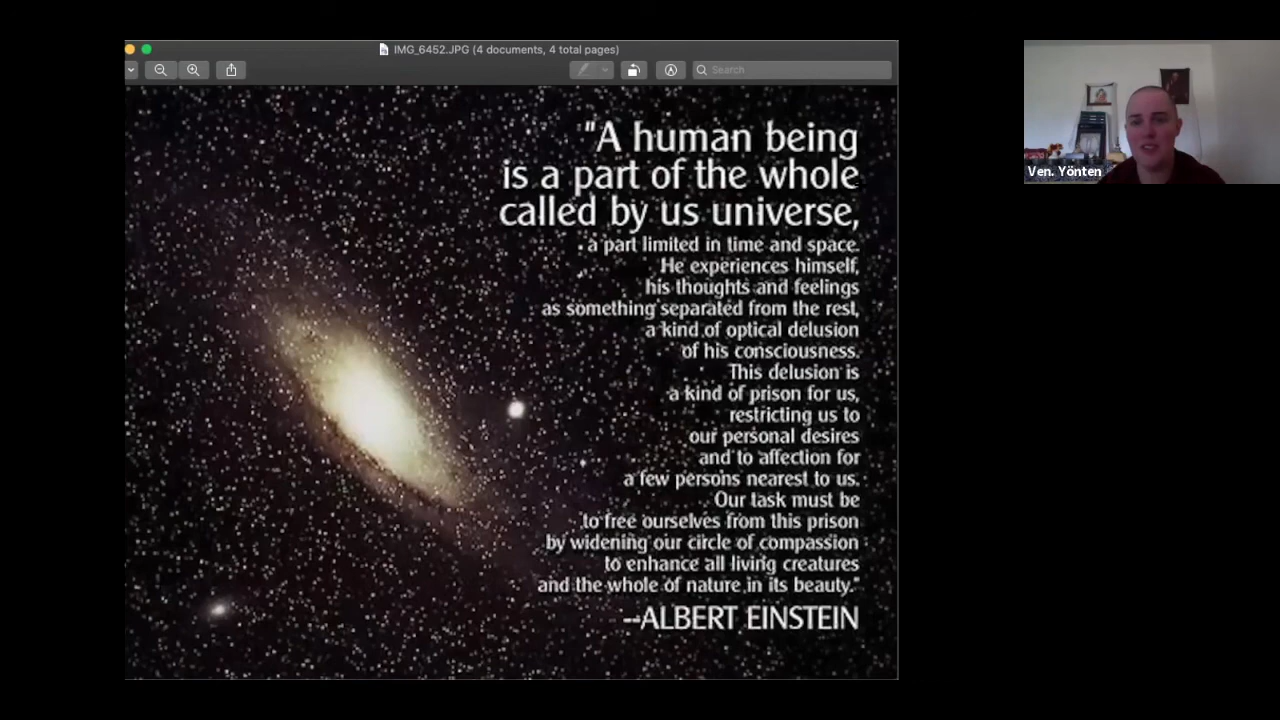 IMG_6452.JPG (4 documents, 4 total pages)
Search
"A human being
is a part of the whole
called by us universe,
a part limited in time and space.
He experiences himself,
his thoughts and feelings
as something separated from the rest,
a kind of optical delusion
of his consciousness.
This delusion is
a kind of prison for us,
restricting us to
our personal desires
and to affection for
a few persons nearest to us.
Our task must be
to free ourselves from this prison
by widening our circle of compassion
to enhance all living creatures
and the whole of nature in its beauty."
--ALBERT EINSTEIN
Ven. Yönten